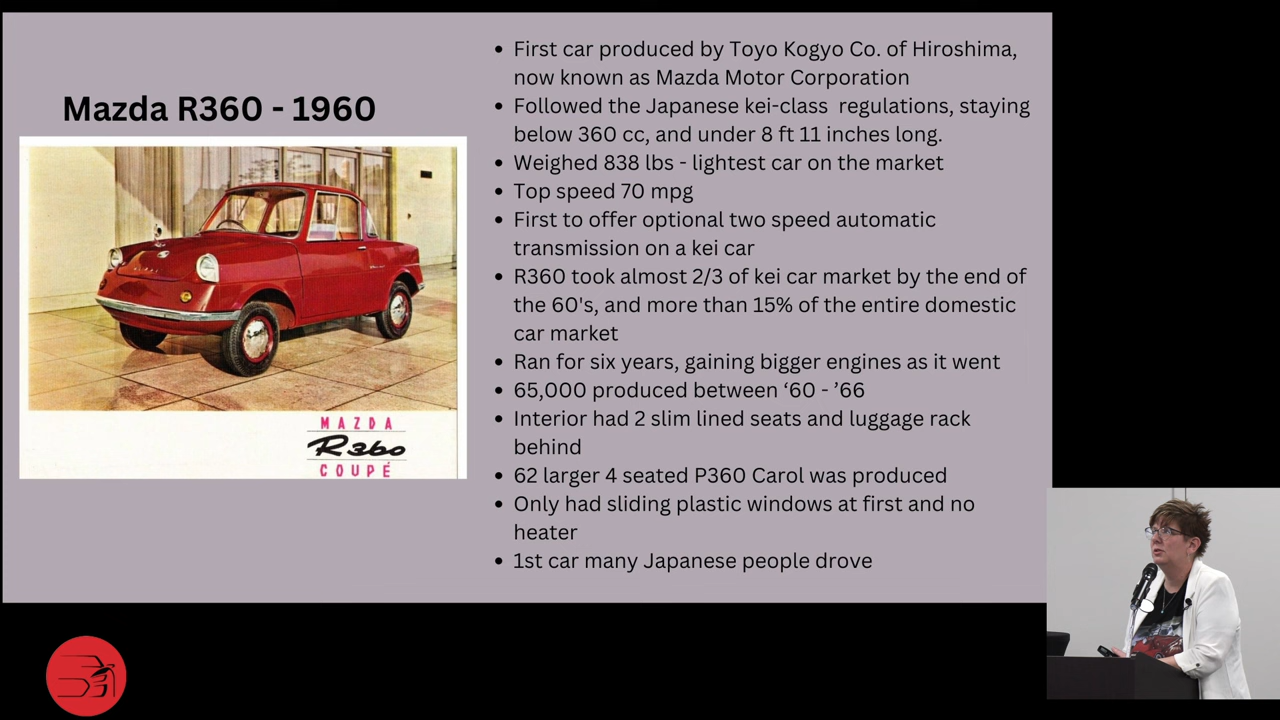 Mazda R360 - 1960
MAZDA
R360
COUPÉ
• First car produced by Toyo Kogyo Co. of Hiroshima,
now known as Mazda Motor Corporation
• Followed the Japanese kei-class  regulations, staying
below 360 cc, and under 8 ft 11 inches long.
• Weighed 838 lbs - lightest car on the market
• Top speed 70 mpg
• First to offer optional two speed automatic
transmission on a kei car
• R360 took almost 2/3 of kei car market by the end of
the 60's, and more than 15% of the entire domestic
car market
• Ran for six years, gaining bigger engines as it went
• 65,000 produced between ‘60 - ’66
• Interior had 2 slim lined seats and luggage rack
behind
• 62 larger 4 seated P360 Carol was produced
• Only had sliding plastic windows at first and no
heater
• 1st car many Japanese people drove